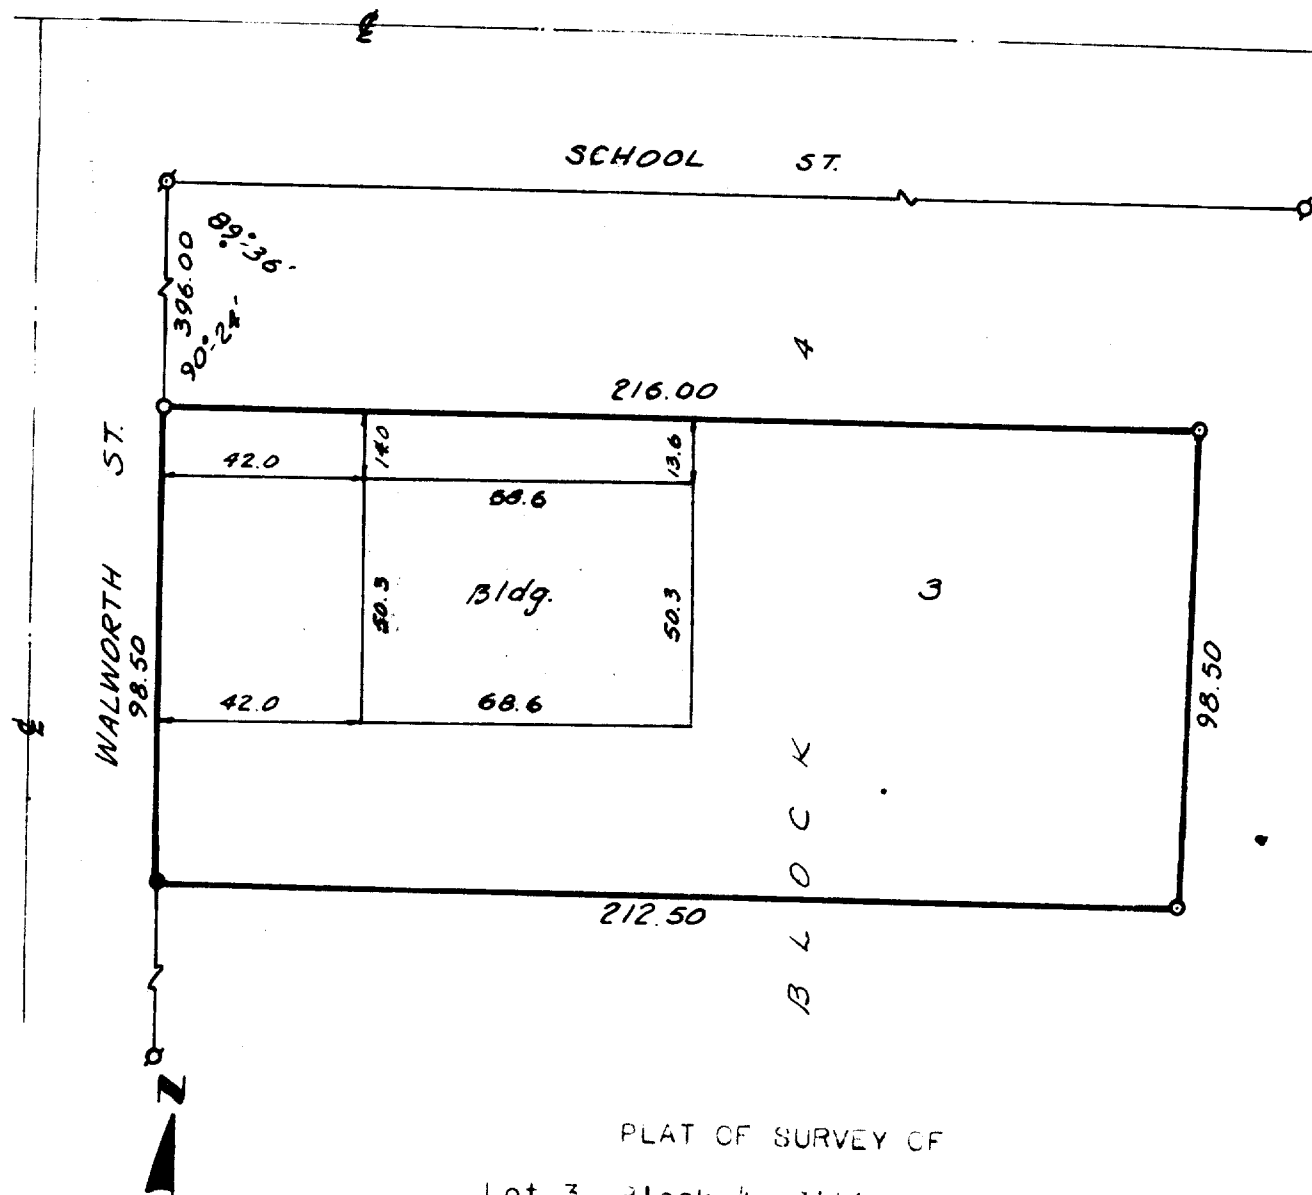 SCHOOL ST.
89°-36'
396.00
90°-24'
4
216.00
WALWORTH ST.
42.0
14.0
13.6
68.6
50.3
Bldg.
50.3
3
98.50
98.50
42.0
68.6
BLOCK
212.50
N
PLAT OF SURVEY OF
Lot 3, Block 4,